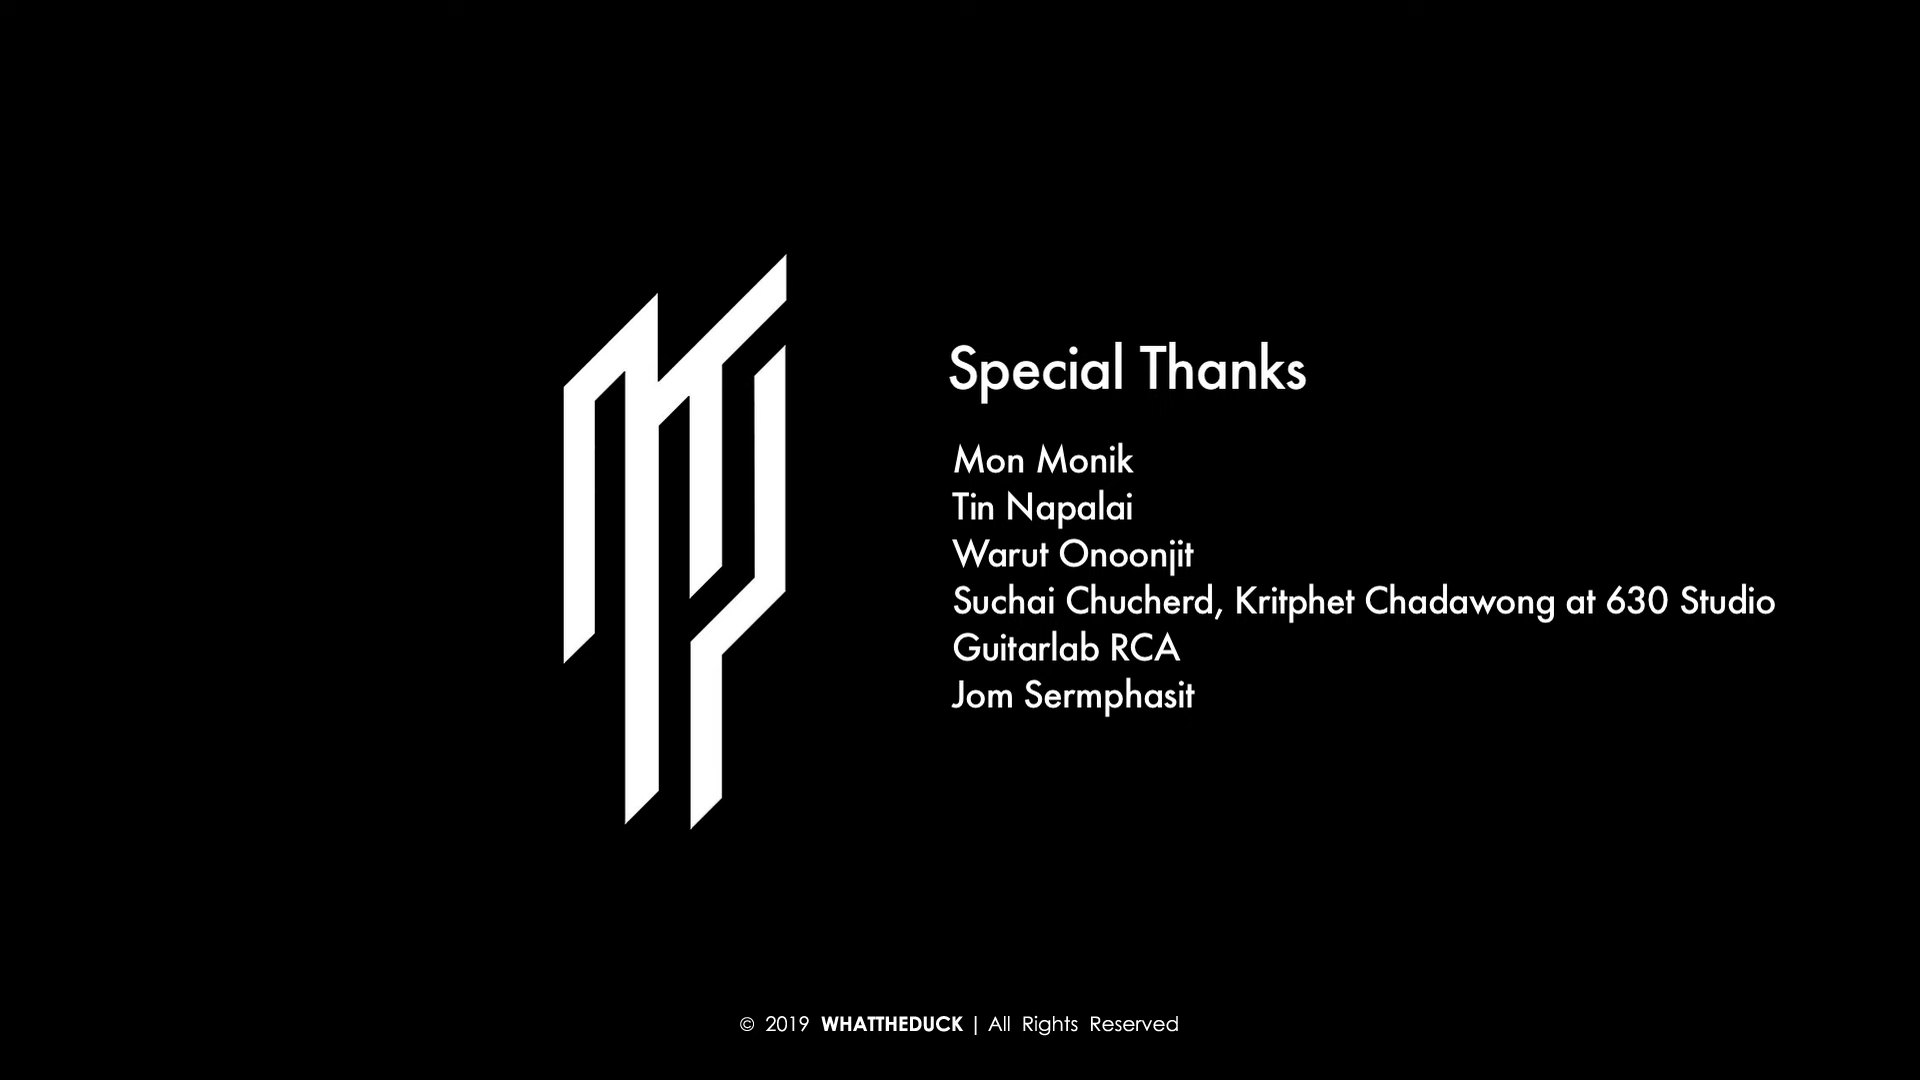 Special Thanks
Mon Monik
Tin Napalai
Warut Onoonjit
Suchai Chucherd, Kritphet Chadawong at 630 Studio
Guitarlab RCA
Jom Sermphasit
© 2019 WHATTHEDUCK | All Rights Reserved